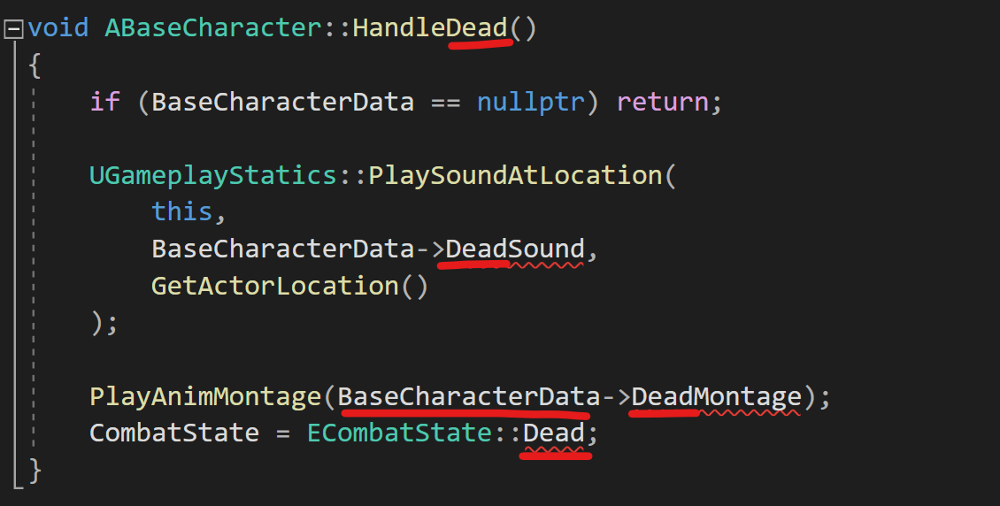 void ABaseCharacter::HandleDead()
{
if (BaseCharacterData == nullptr) return;
UGameplayStatics::PlaySoundAtLocation(
this,
BaseCharacterData->DeadSound,
GetActorLocation()
);
PlayAnimMontage(BaseCharacterData->DeadMontage);
CombatState = ECombatState::Dead;
}